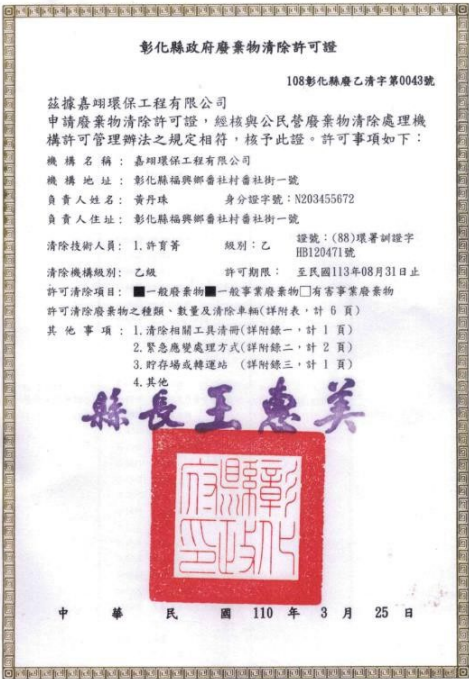 彰化縣政府廢棄物清除許可證
108彰化縣廢乙清字第0043號
茲據嘉翊環保工程有限公司
申請廢棄物清除許可證，經核與公民營廢棄物清除處理機
構許可管理辦法之規定相符，核予此證。許可事項如下：
機構名稱：嘉翊環保工程有限公司
機構地址：彰化縣福興鄉番社村番社街一號
負責人姓名：黃丹珠 身分證字號：N203455672
負責人住址：彰化縣福興鄉番社村番社街一號
清除技術人員：1.許育菁 級別：乙 證號：(88)環署訓證字
HB120471號
清除機構級別：乙級 許可期限：至民國113年08月31日止
許可清除項目：■一般廢棄物■一般事業廢棄物□有害事業廢棄物
許可清除廢棄物之種類、數量及清除車輛(詳附表，計 6 頁)
其他事項：1.清除相關工具清冊(詳附錄一，計 1 頁)
2.緊急應變處理方式(詳附錄二，計 2 頁)
3.貯存場或轉運站 (詳附錄三，計 1 頁)
4.其他
縣長王惠美
彰化縣政府印
中華民國 110 年 3 月 25 日